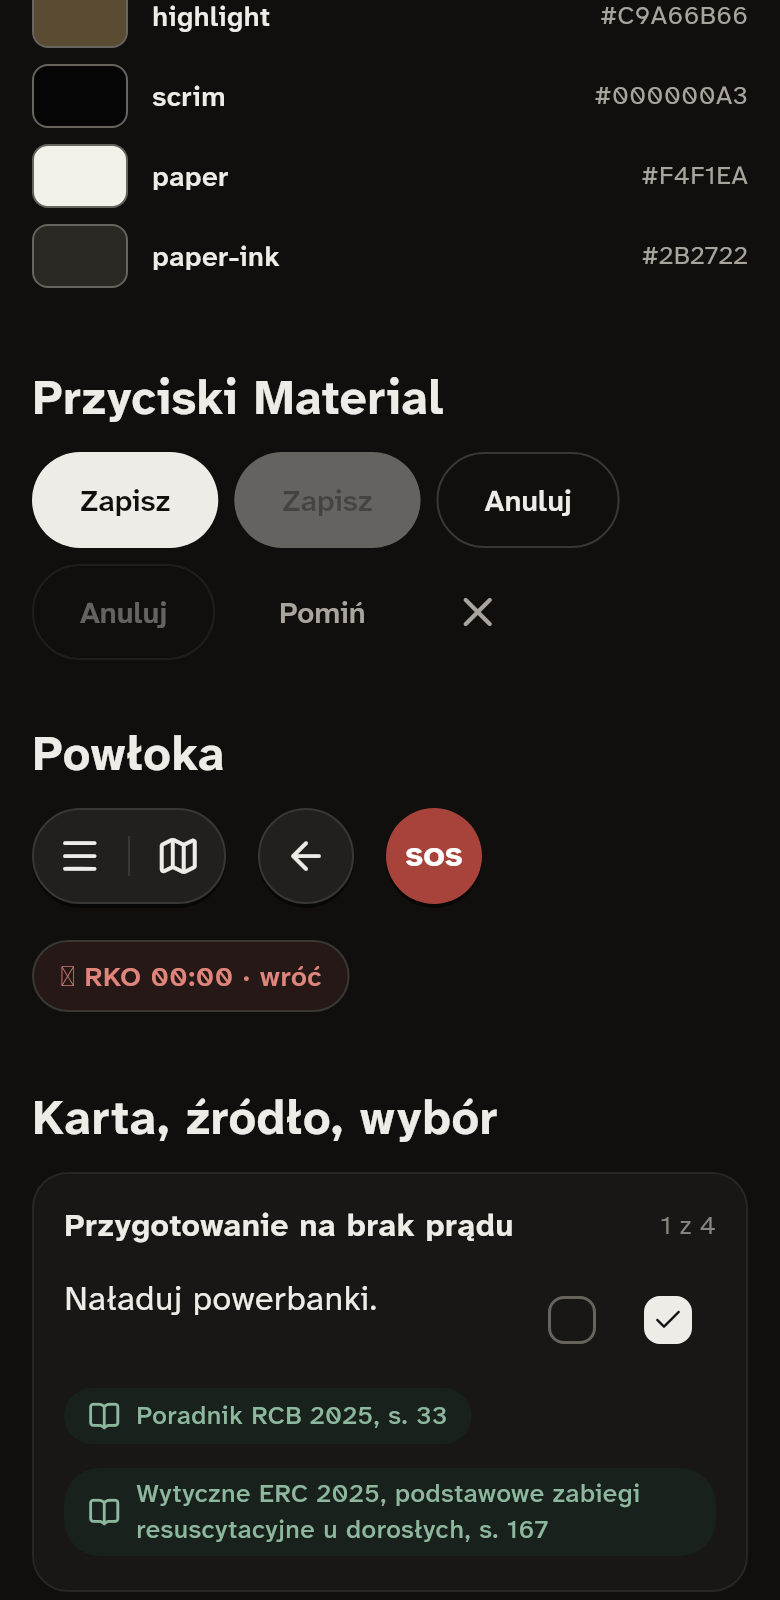 highlight #C9A66B66
scrim #000000A3
paper #F4F1EA
paper-ink #2B2722
Przyciski Material
Zapisz Zapisz Anuluj
Anuluj Pomiń
Powłoka
SOS
RKO 00:00 · wróć
Karta, źródło, wybór
Przygotowanie na brak prądu 1 z 4
Naładuj powerbanki.
Poradnik RCB 2025, s. 33
Wytyczne ERC 2025, podstawowe zabiegi
resuscytacyjne u dorosłych, s. 167